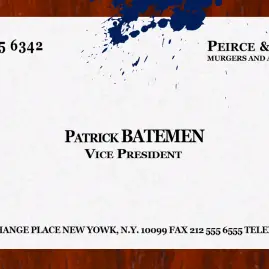 5 6342
PEIRCE &
MURGERS AND A
PATRICK BATEMEN
VICE PRESIDENT
HANGE PLACE NEW YOWK, N.Y. 10099 FAX 212 555 6555 TELE